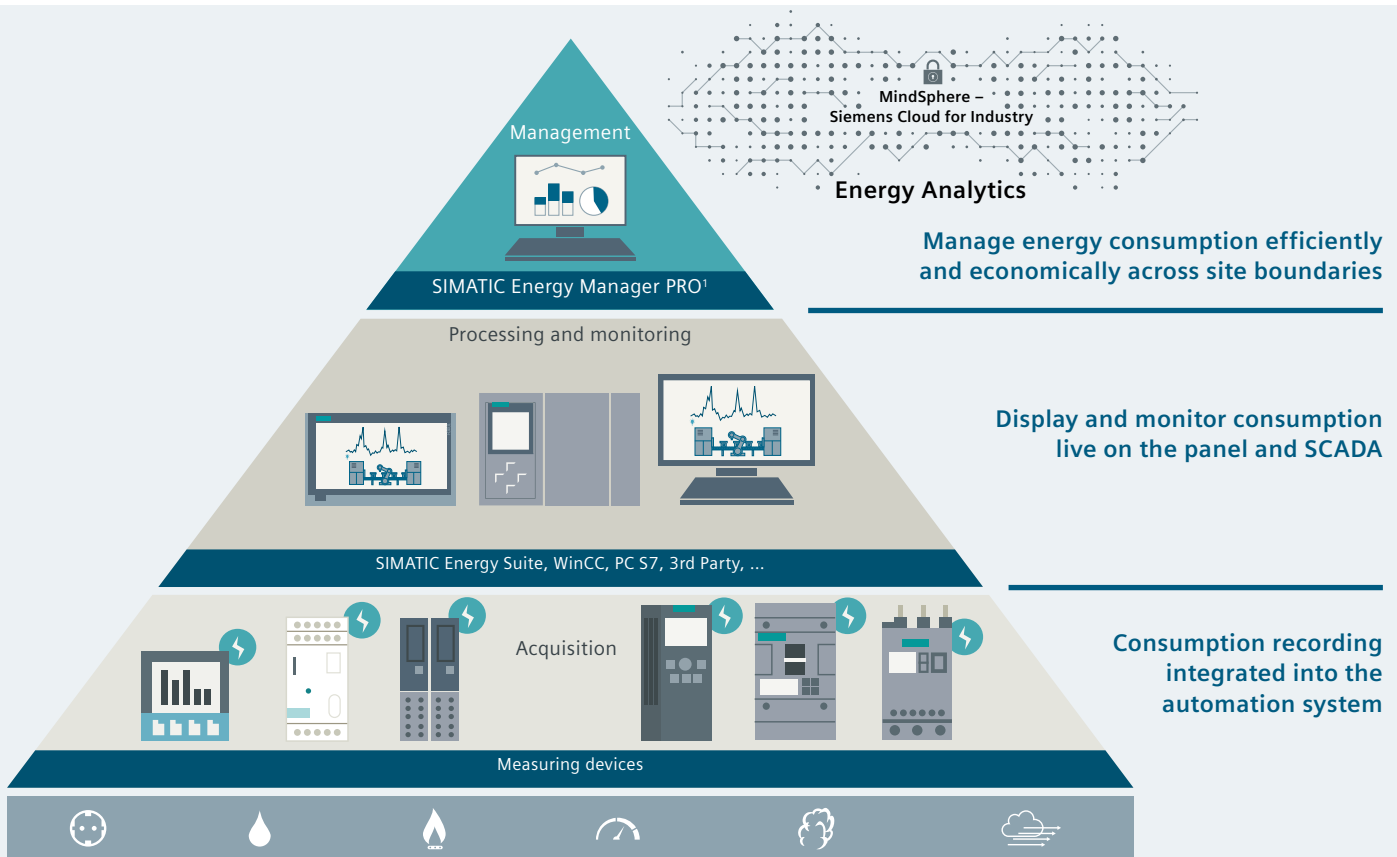 MindSphere –
Siemens Cloud for Industry
Energy Analytics
Management
SIMATIC Energy Manager PRO¹
Manage energy consumption efficiently
and economically across site boundaries
Processing and monitoring
SIMATIC Energy Suite, WinCC, PC S7, 3rd Party, ...
Display and monitor consumption
live on the panel and SCADA
Acquisition
Measuring devices
Consumption recording
integrated into the
automation system